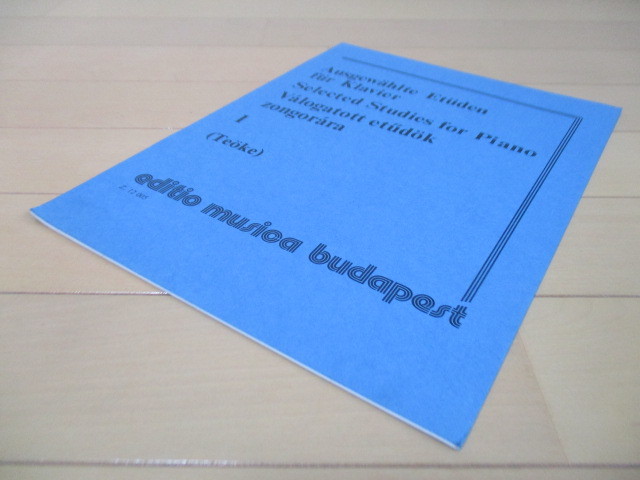 Ausgewählte Etüden
für Klavier
Selected Studies for Piano
Válogatott etűdök
zongorára
I
(Teöke)
editio musica budapest